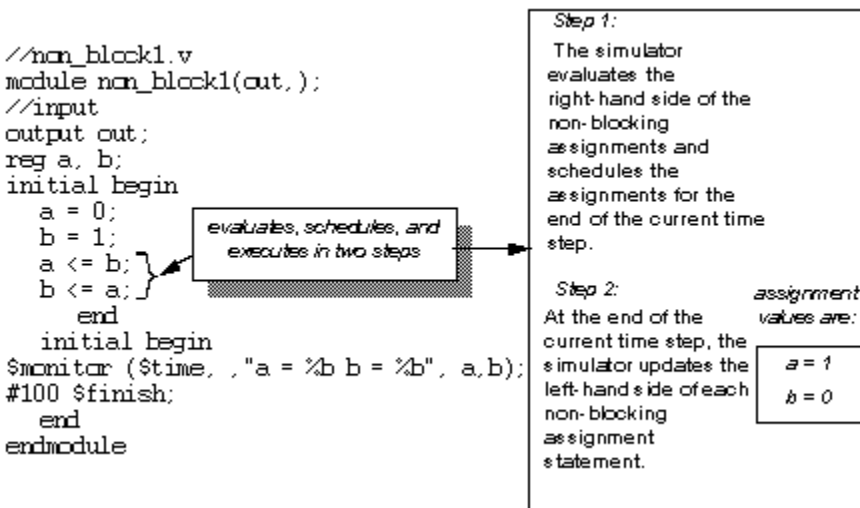 //non_block1.v
module non_block1(out,);
//input
output out;
reg a, b;
initial begin
a = 0;
b = 1;
a <= b;
b <= a;
end
initial begin
$monitor ($time, ,"a = %b b = %b", a,b);
#100 $finish;
end
endmodule
evaluates, schedules, and
executes in two steps
Step 1:
The simulator
evaluates the
right-hand side of the
non-blocking
assignments and
schedules the
assignments for the
end of the current time
step.
Step 2:
At the end of the
current time step, the
simulator updates the
left-hand side of each
non-blocking
assignment
statement.
assignment
values are:
a = 1
b = 0